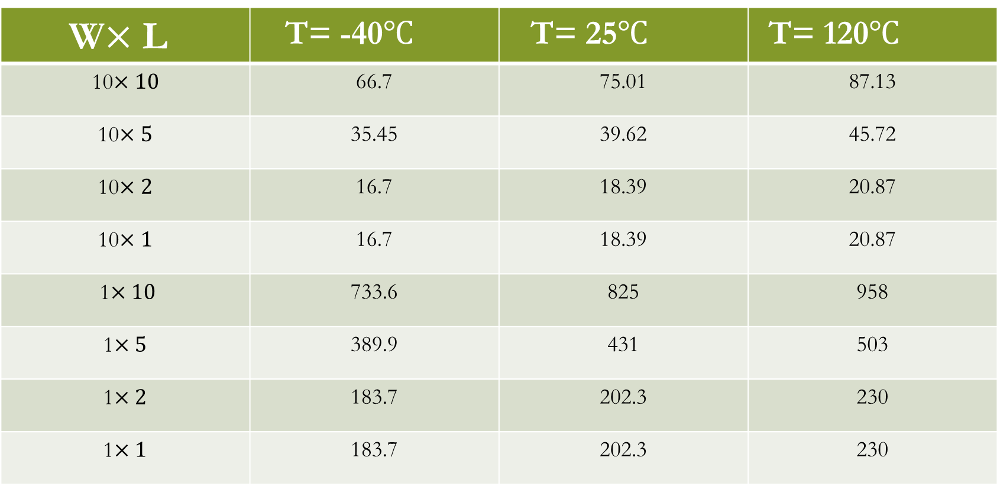 W× L T= -40℃ T= 25℃ T= 120℃
10× 10 66.7 75.01 87.13
10× 5 35.45 39.62 45.72
10× 2 16.7 18.39 20.87
10× 1 16.7 18.39 20.87
1× 10 733.6 825 958
1× 5 389.9 431 503
1× 2 183.7 202.3 230
1× 1 183.7 202.3 230